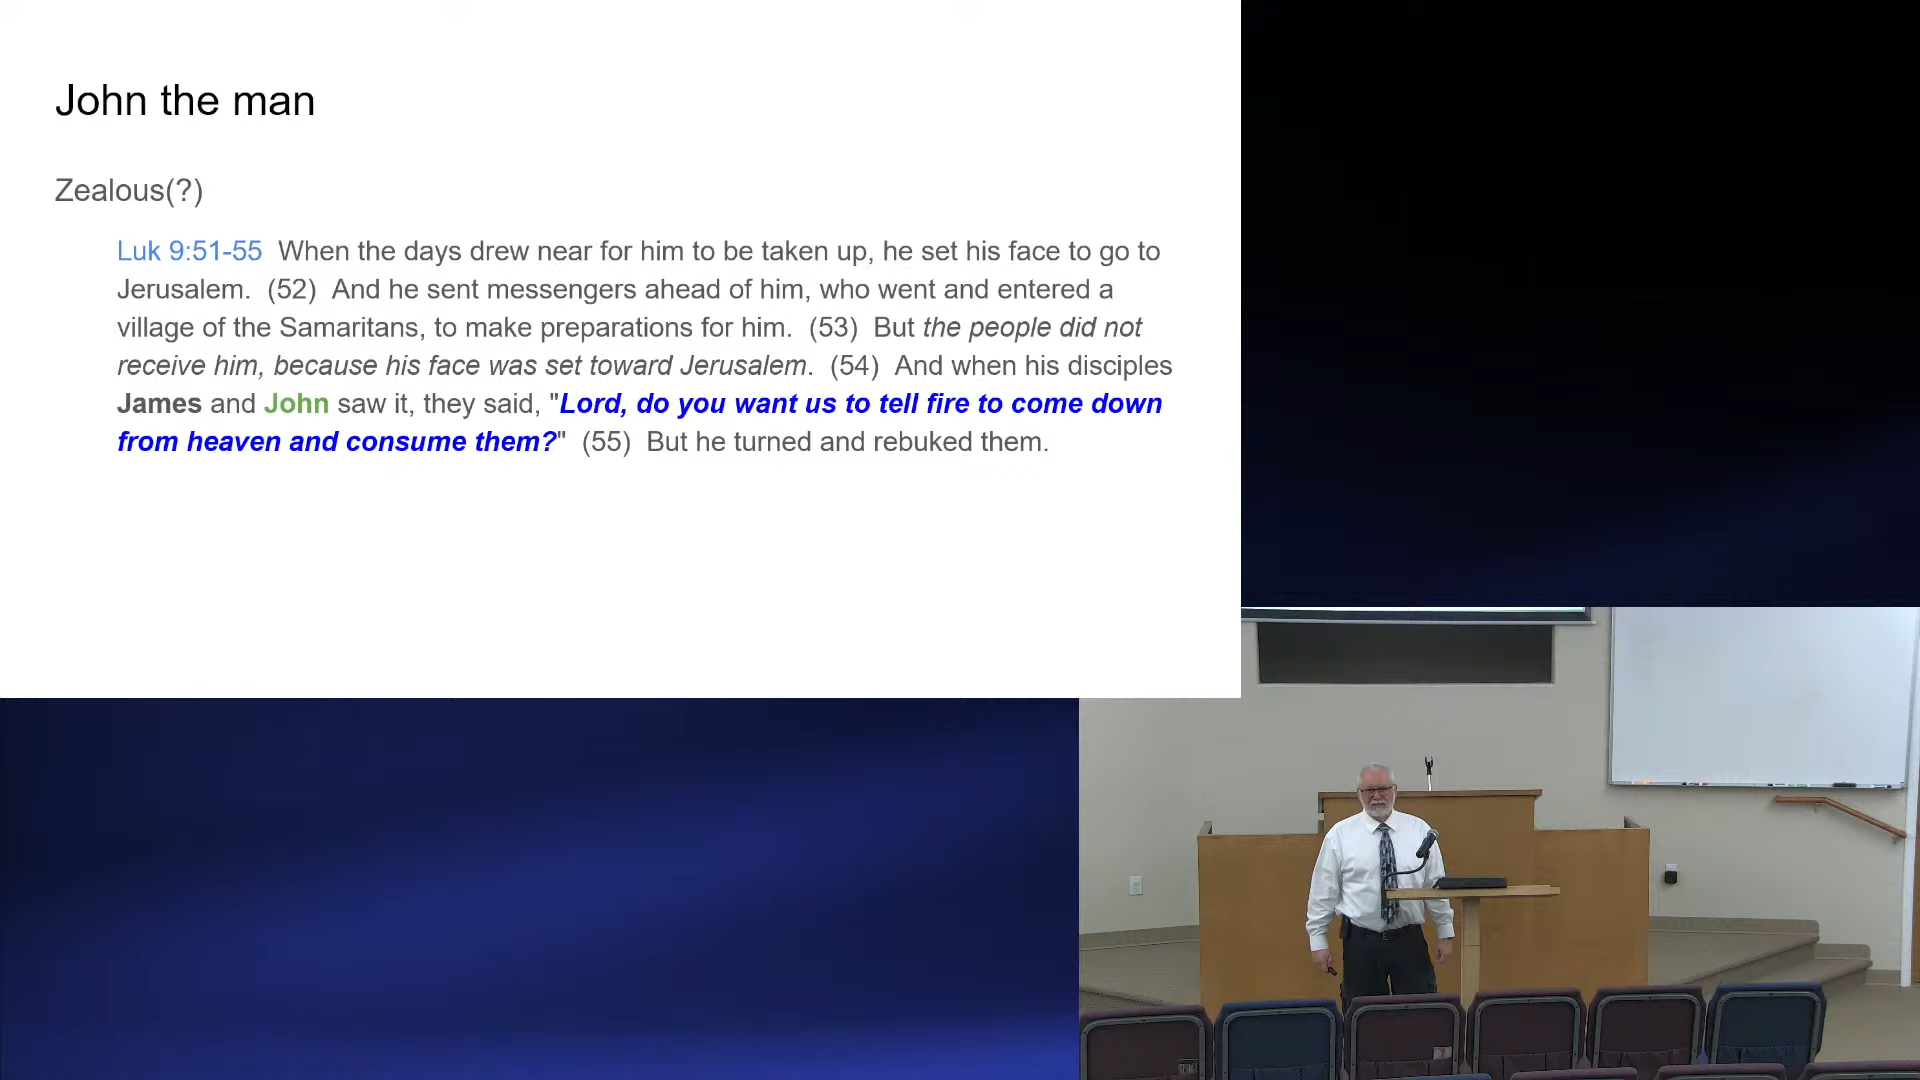 John the man
Zealous(?)
Luk 9:51-55  When the days drew near for him to be taken up, he set his face to go to
Jerusalem.  (52)  And he sent messengers ahead of him, who went and entered a
village of the Samaritans, to make preparations for him.  (53)  But the people did not
receive him, because his face was set toward Jerusalem.  (54)  And when his disciples
James and John saw it, they said, "Lord, do you want us to tell fire to come down
from heaven and consume them?"  (55)  But he turned and rebuked them.